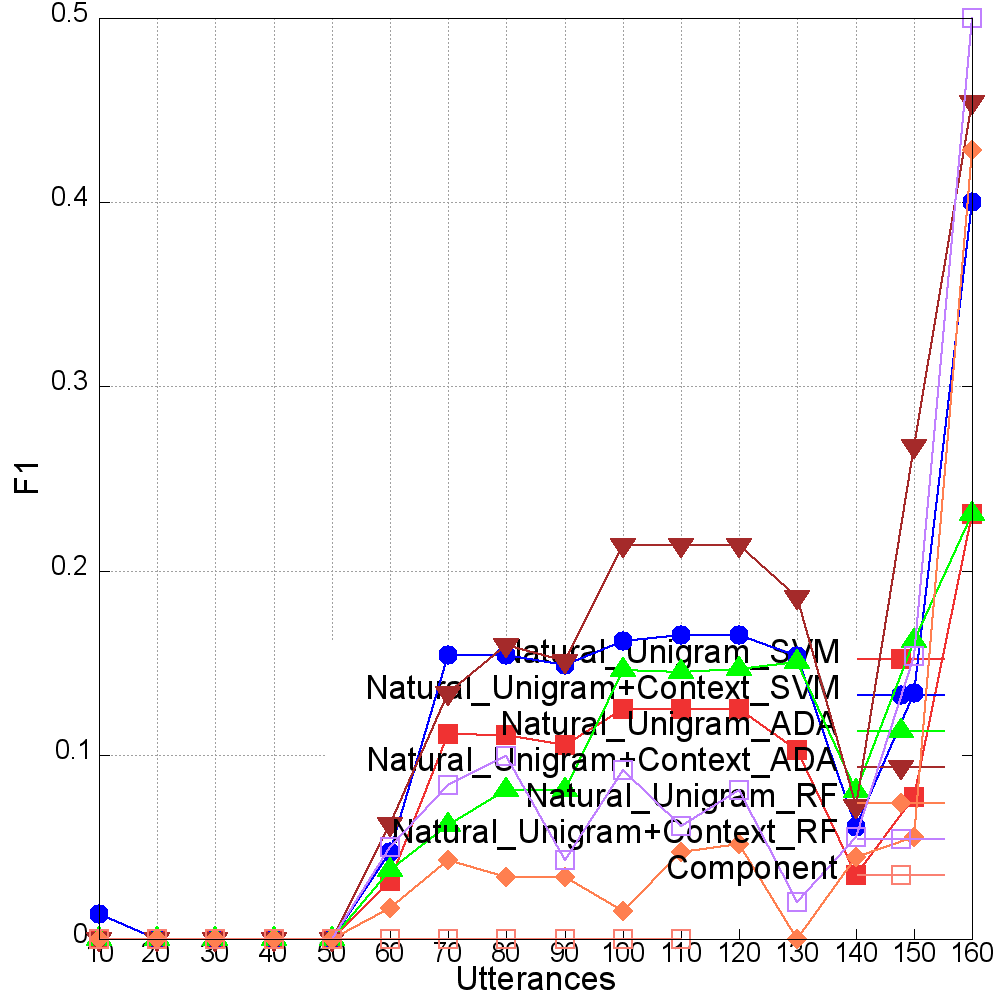 0.5
0.4
0.3
0.2
0.1
0
F1
Natural_Unigram_SVM
Natural_Unigram+Context_SVM
Natural_Unigram_ADA
Natural_Unigram+Context_ADA
Natural_Unigram_RF
Natural_Unigram+Context_RF
Component
10 20 30 40 50 60 70 80 90 100 110 120 130 140 150 160
Utterances